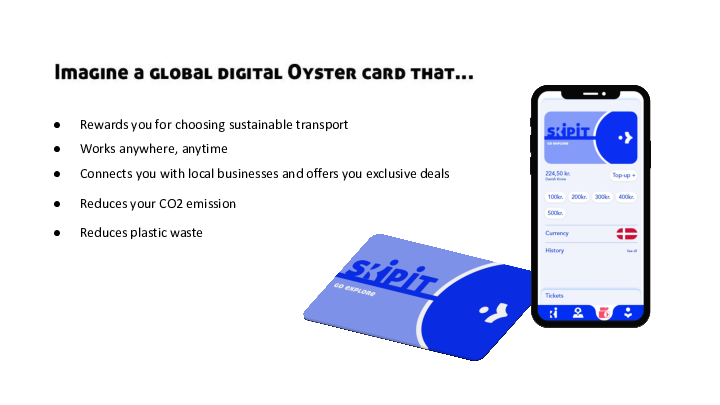 Imagine a global digital Oyster card that...
● Rewards you for choosing sustainable transport
● Works anywhere, anytime
● Connects you with local businesses and offers you exclusive deals
● Reduces your CO2 emission
● Reduces plastic waste
SKIPIT
GO EXPLORE
SKIPIT
GO EXPLORE
224,50 kr.
Danish Krone
Top-up +
100kr. 200kr. 300kr. 400kr.
500kr.
Currency
History See all
Tickets